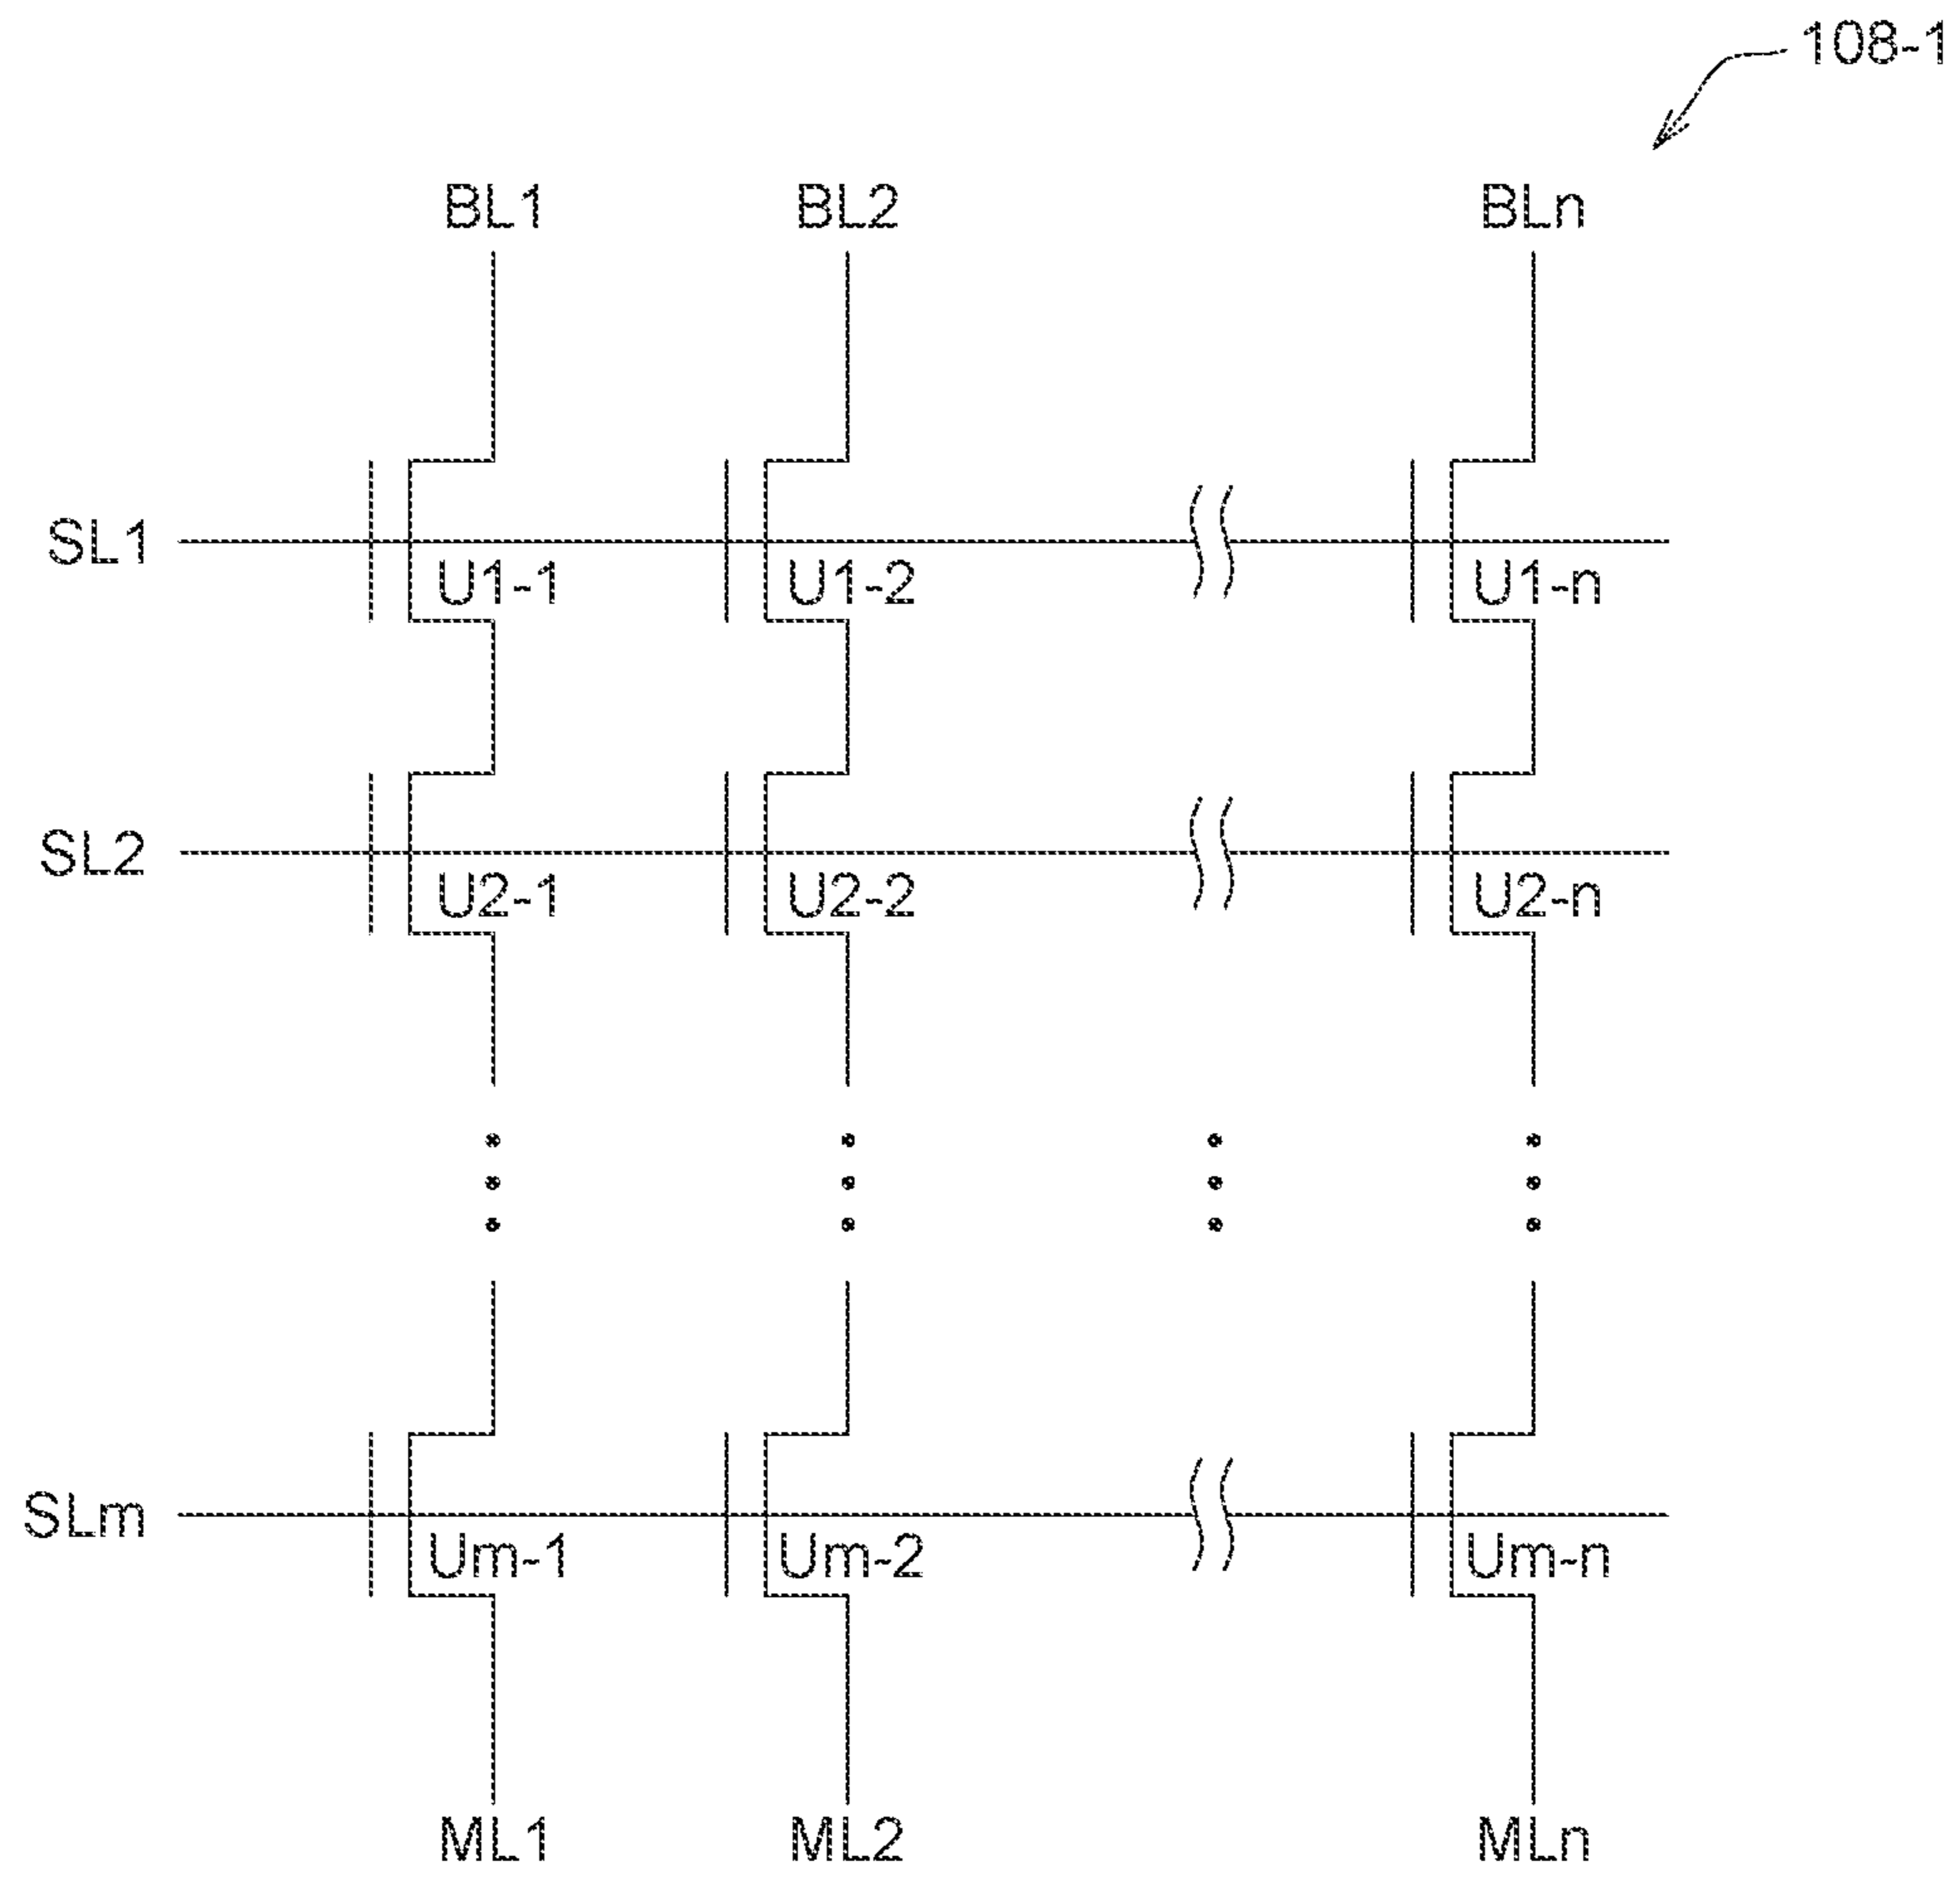 108-1
BL1 BL2 BLn
SL1
U1-1 U1-2 U1-n
SL2
U2-1 U2-2 U2-n
SLm
Um-1 Um-2 Um-n
ML1 ML2 MLn